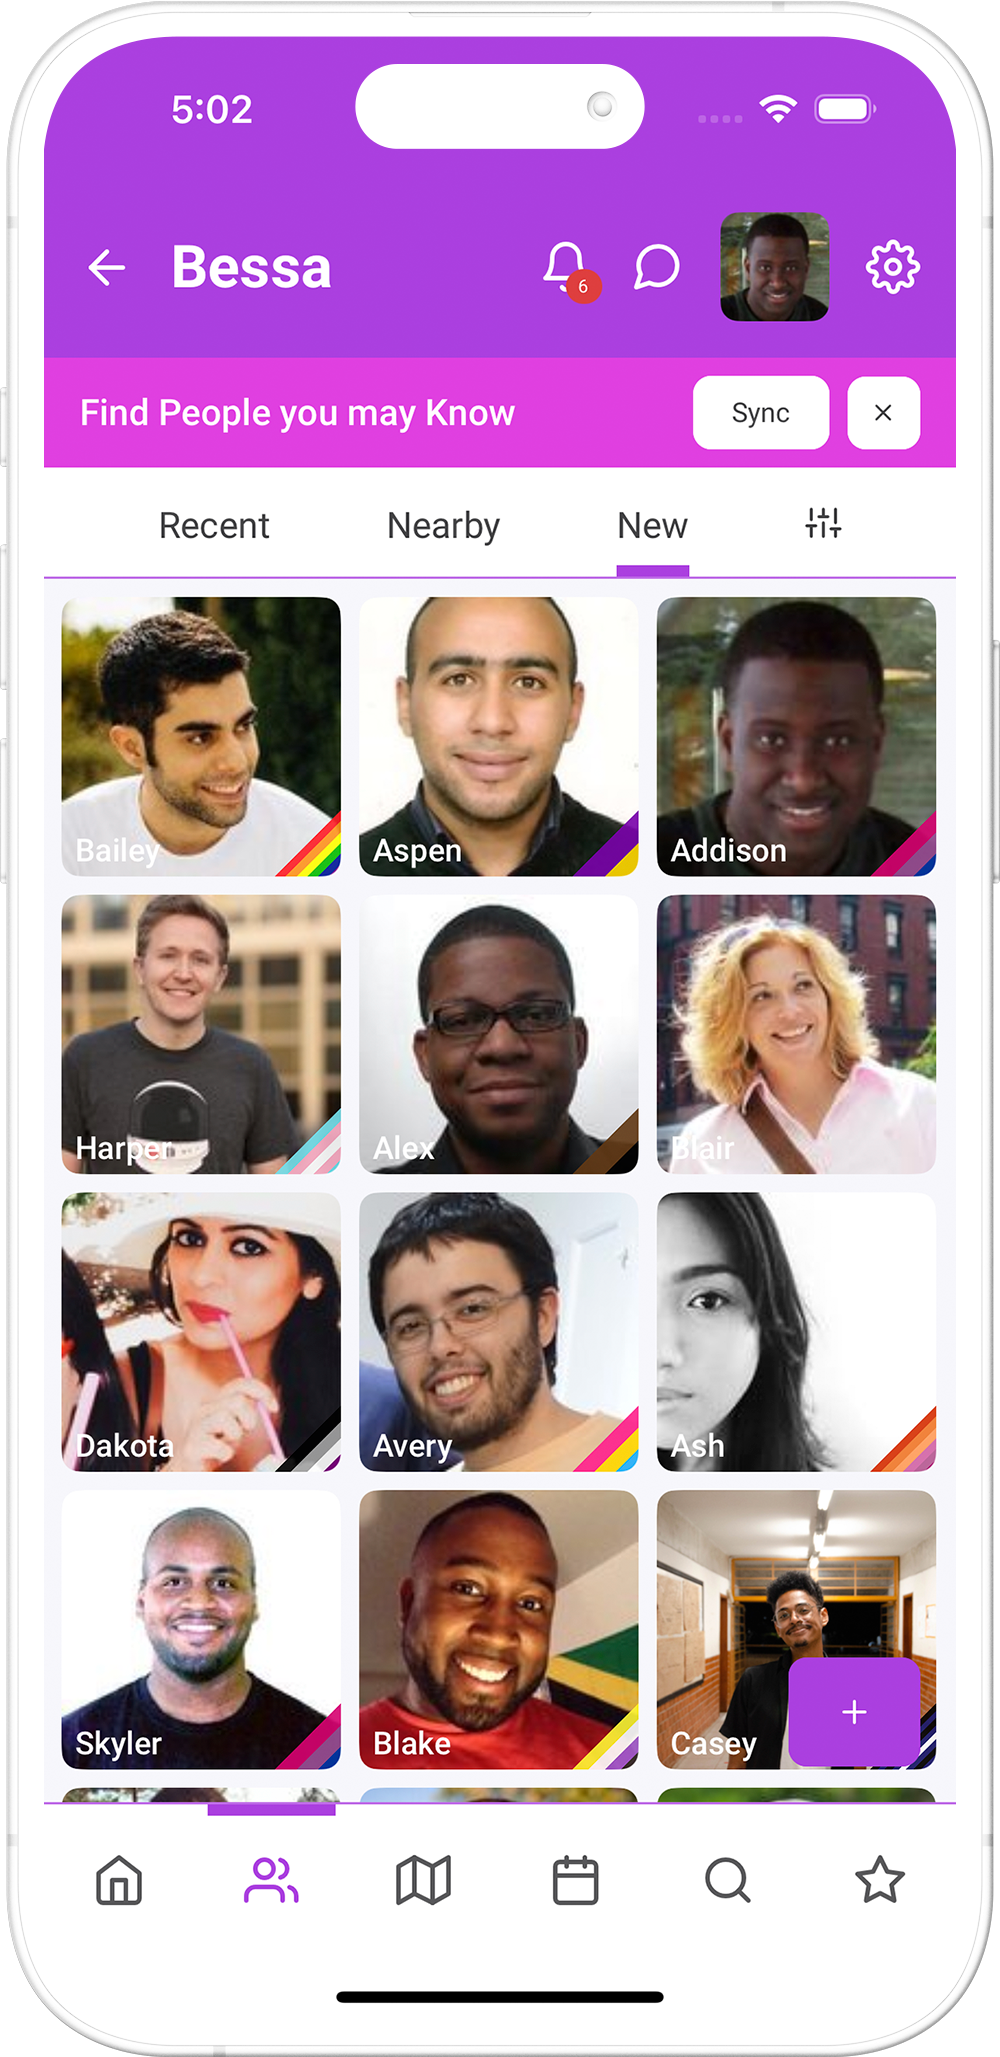 5:02
Bessa
6
Find People you may Know
Sync
Recent
Nearby
New
Bailey
Aspen
Addison
Harper
Alex
Blair
Dakota
Avery
Ash
Skyler
Blake
Casey